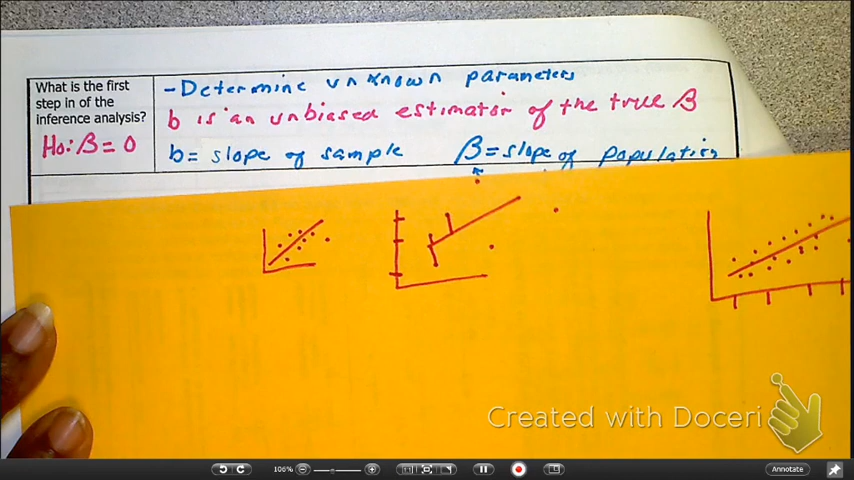 What is the first
step in of the
inference analysis?
Ho: β = 0
- Determine unknown parameters
b is an unbiased estimator of the true β
b = slope of sample β = slope of population
Created with Doceri
106%
Annotate